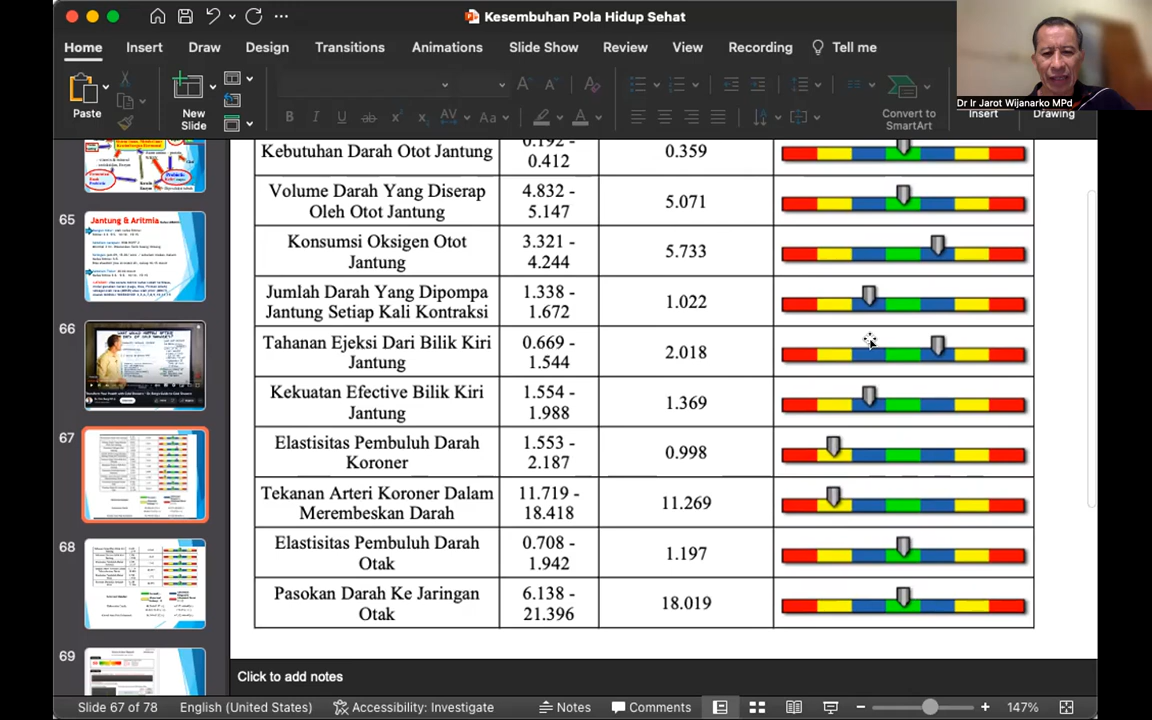 Kesembuhan Pola Hidup Sehat
Home Insert Draw Design Transitions Animations Slide Show Review View Recording Tell me
Dr Ir Jarot Wijanarko MPd
Paste
New
Slide
Convert to
SmartArt
Insert
Drawing
65
Jantung & Aritmia
66
67
68
69
Kebutuhan Darah Otot Jantung
0.192 -
0.412
0.359
Volume Darah Yang Diserap
Oleh Otot Jantung
4.832 -
5.147
5.071
Konsumsi Oksigen Otot
Jantung
3.321 -
4.244
5.733
Jumlah Darah Yang Dipompa
Jantung Setiap Kali Kontraksi
1.338 -
1.672
1.022
Tahanan Ejeksi Dari Bilik Kiri
Jantung
0.669 -
1.544
2.018
Kekuatan Efective Bilik Kiri
Jantung
1.554 -
1.988
1.369
Elastisitas Pembuluh Darah
Koroner
1.553 -
2.187
0.998
Tekanan Arteri Koroner Dalam
Merembeskan Darah
11.719 -
18.418
11.269
Elastisitas Pembuluh Darah
Otak
0.708 -
1.942
1.197
Pasokan Darah Ke Jaringan
Otak
6.138 -
21.396
18.019
Click to add notes
Slide 67 of 78 English (United States) Accessibility: Investigate Notes Comments 147%